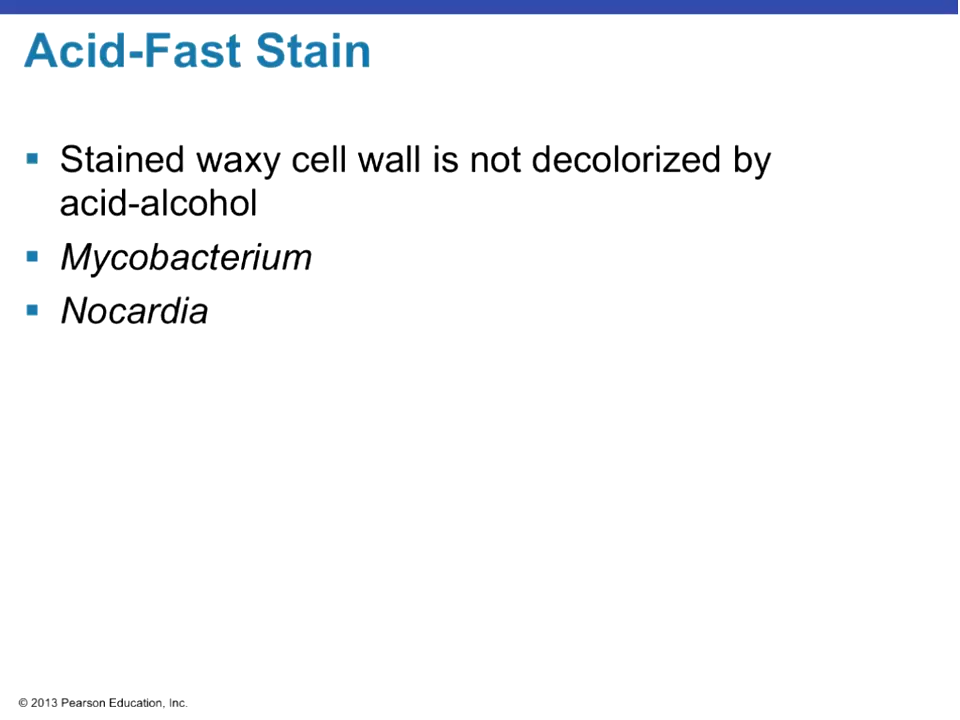 Acid-Fast Stain
▪ Stained waxy cell wall is not decolorized by
acid-alcohol
▪ Mycobacterium
▪ Nocardia
© 2013 Pearson Education, Inc.